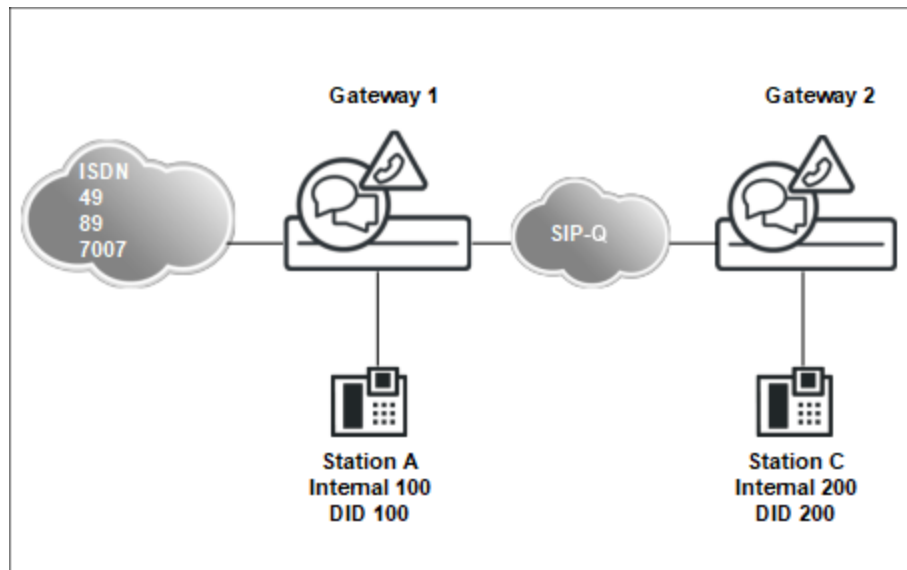 Gateway 1
Gateway 2
ISDN
49
89
7007
SIP-Q
Station A
Internal 100
DID 100
Station C
Internal 200
DID 200